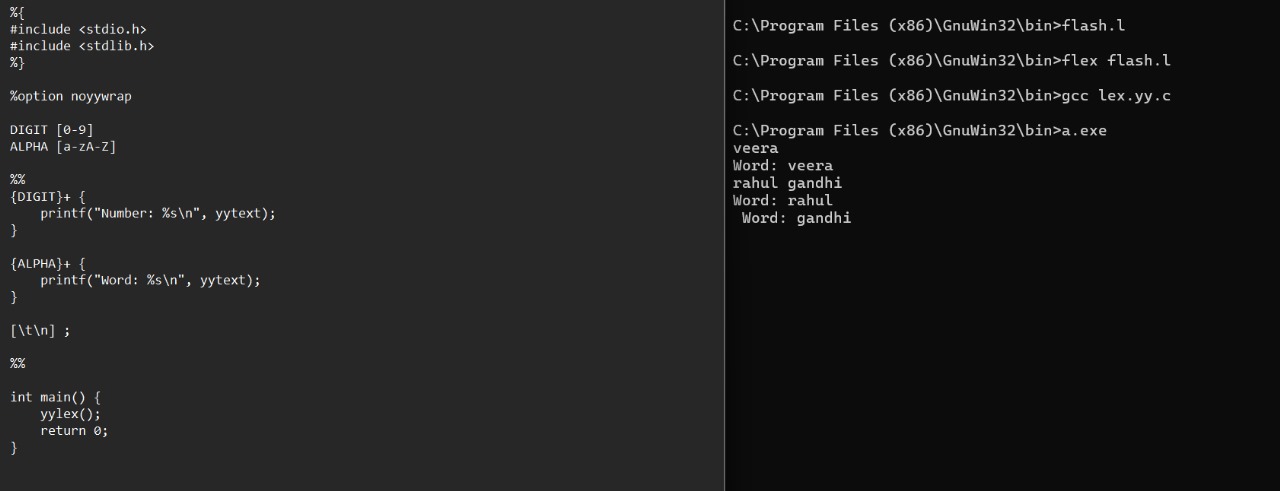 %{
#include <stdio.h>
#include <stdlib.h>
%}
%option noyywrap
DIGIT [0-9]
ALPHA [a-zA-Z]
%%
{DIGIT}+ {
    printf("Number: %s\n", yytext);
}
{ALPHA}+ {
    printf("Word: %s\n", yytext);
}
[\t\n] ;
%%
int main() {
    yylex();
    return 0;
}
C:\Program Files (x86)\GnuWin32\bin>flash.l
C:\Program Files (x86)\GnuWin32\bin>flex flash.l
C:\Program Files (x86)\GnuWin32\bin>gcc lex.yy.c
C:\Program Files (x86)\GnuWin32\bin>a.exe
veera
Word: veera
rahul gandhi
Word: rahul
 Word: gandhi